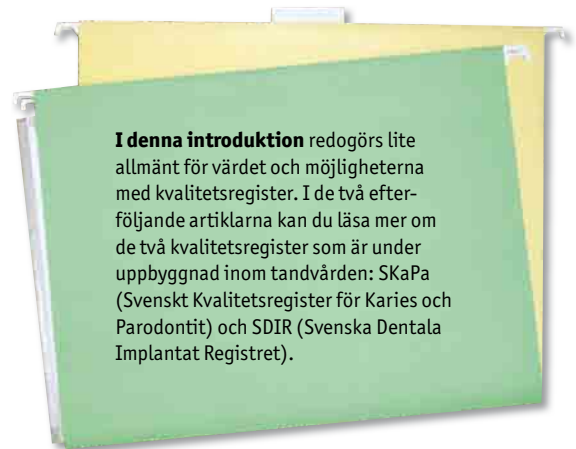 I denna introduktion redogörs lite
allmänt för värdet och möjligheterna
med kvalitetsregister. I de två efter-
följande artiklarna kan du läsa mer om
de två kvalitetsregister som är under
uppbyggnad inom tandvården: SKaPa
(Svenskt Kvalitetsregister för Karies och
Parodontit) och SDIR (Svenska Dentala
Implantat Registret).